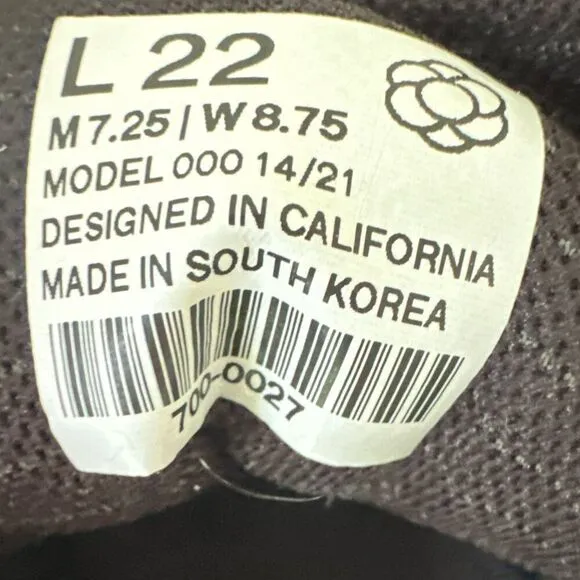 L 22
M 7.25 | W 8.75
MODEL 000 14/21
DESIGNED IN CALIFORNIA
MADE IN SOUTH KOREA
700-0027